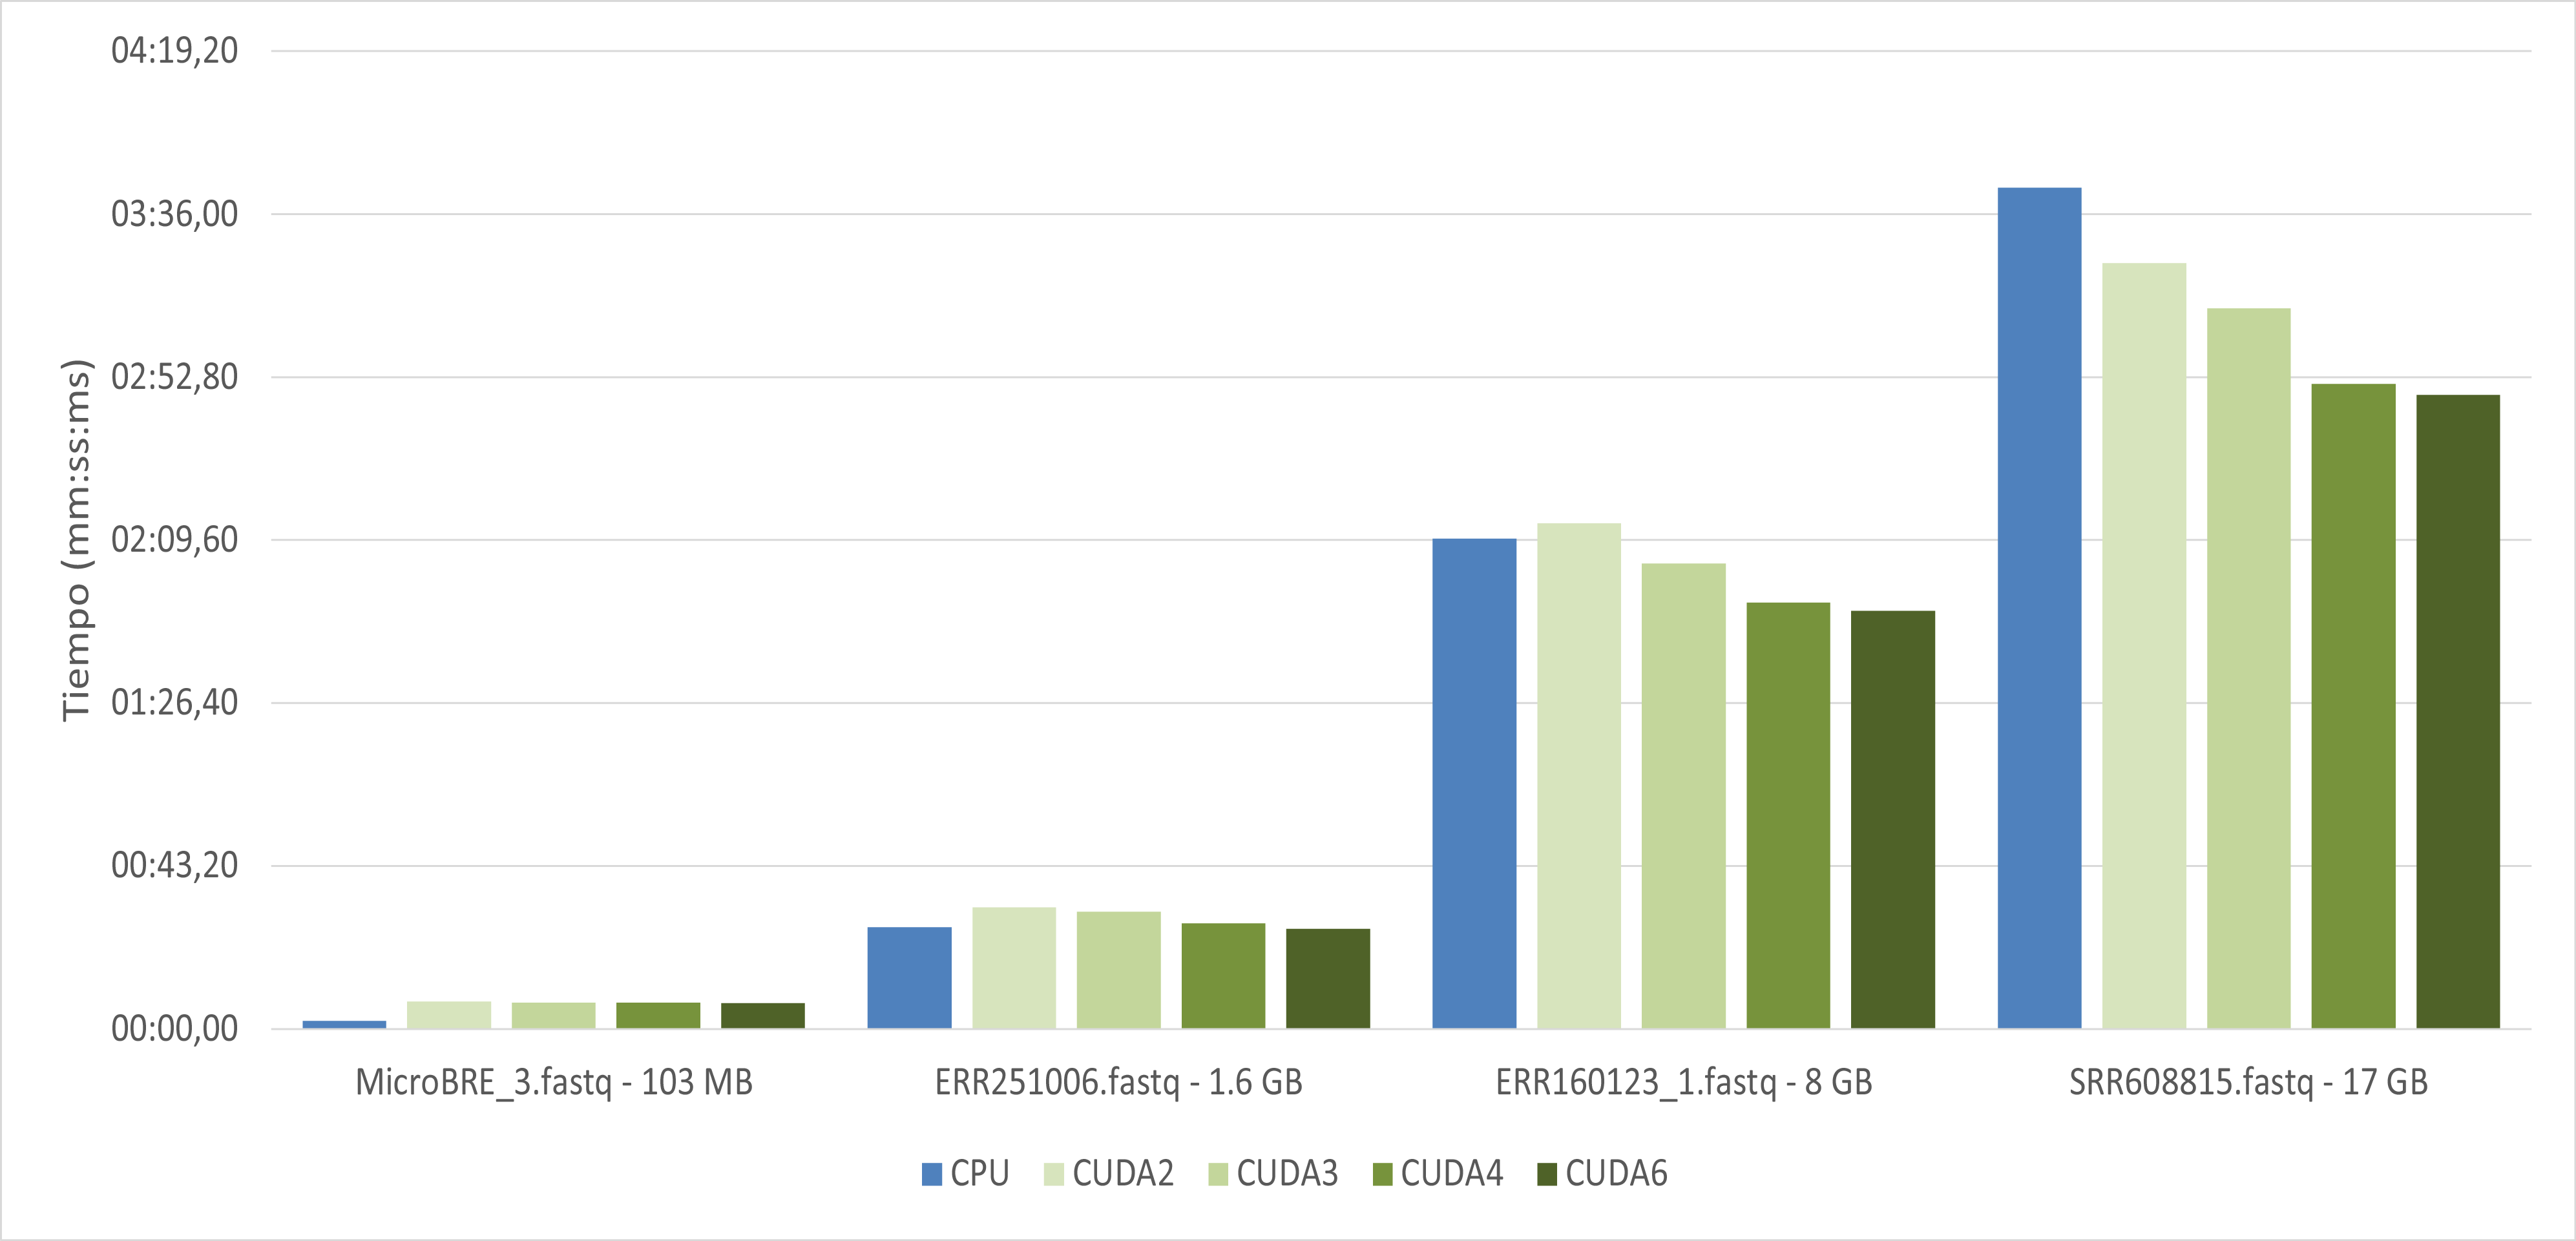 04:19,20
03:36,00
02:52,80
02:09,60
01:26,40
00:43,20
00:00,00
Tiempo (mm:ss:ms)
MicroBRE_3.fastq - 103 MB
ERR251006.fastq - 1.6 GB
ERR160123_1.fastq - 8 GB
SRR608815.fastq - 17 GB
CPU CUDA2 CUDA3 CUDA4 CUDA6